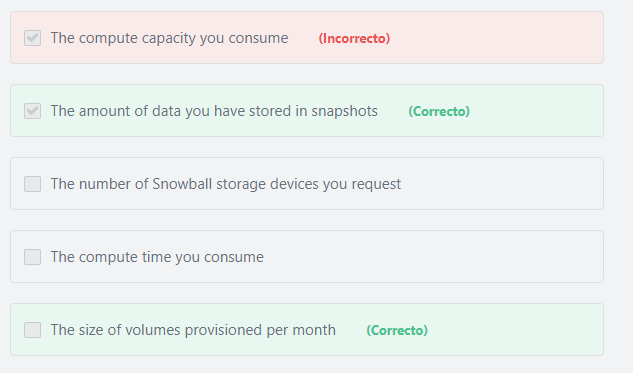 The compute capacity you consume (Incorrecto)
The amount of data you have stored in snapshots (Correcto)
The number of Snowball storage devices you request
The compute time you consume
The size of volumes provisioned per month (Correcto)